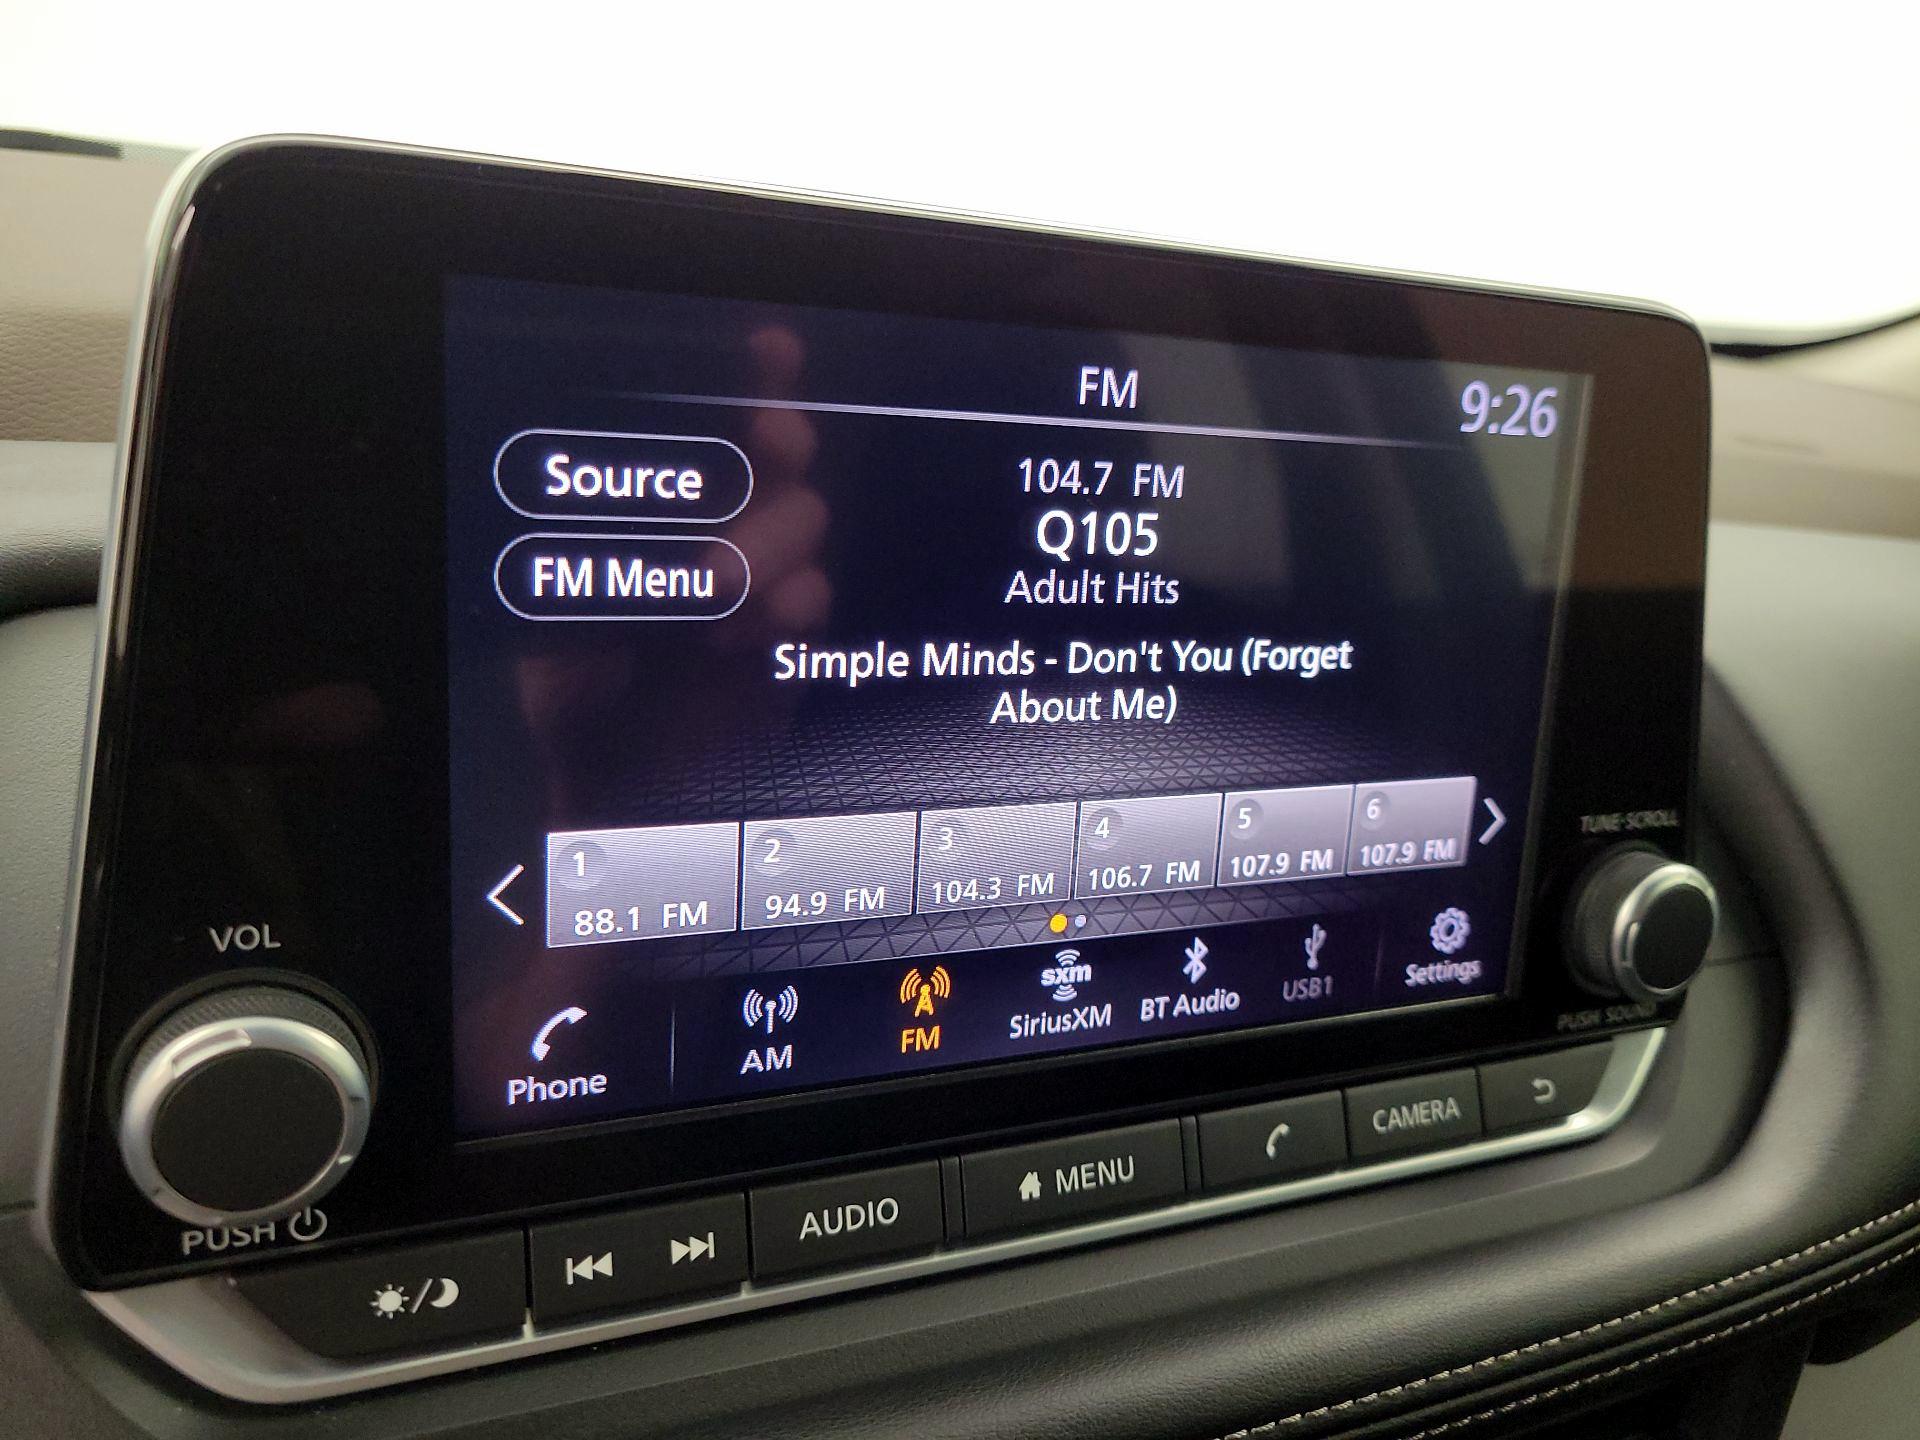 FM
9:26
Source
104.7 FM
Q105
FM Menu
Adult Hits
Simple Minds - Don't You (Forget
About Me)
1
88.1 FM
2
94.9 FM
3
104.3 FM
4
106.7 FM
5
107.9 FM
6
107.9 FM
TUNE·SCROLL
VOL
Phone
AM
FM
sxm
SiriusXM
BT Audio
USB1
Settings
PUSH SOUND
PUSH
AUDIO
MENU
CAMERA